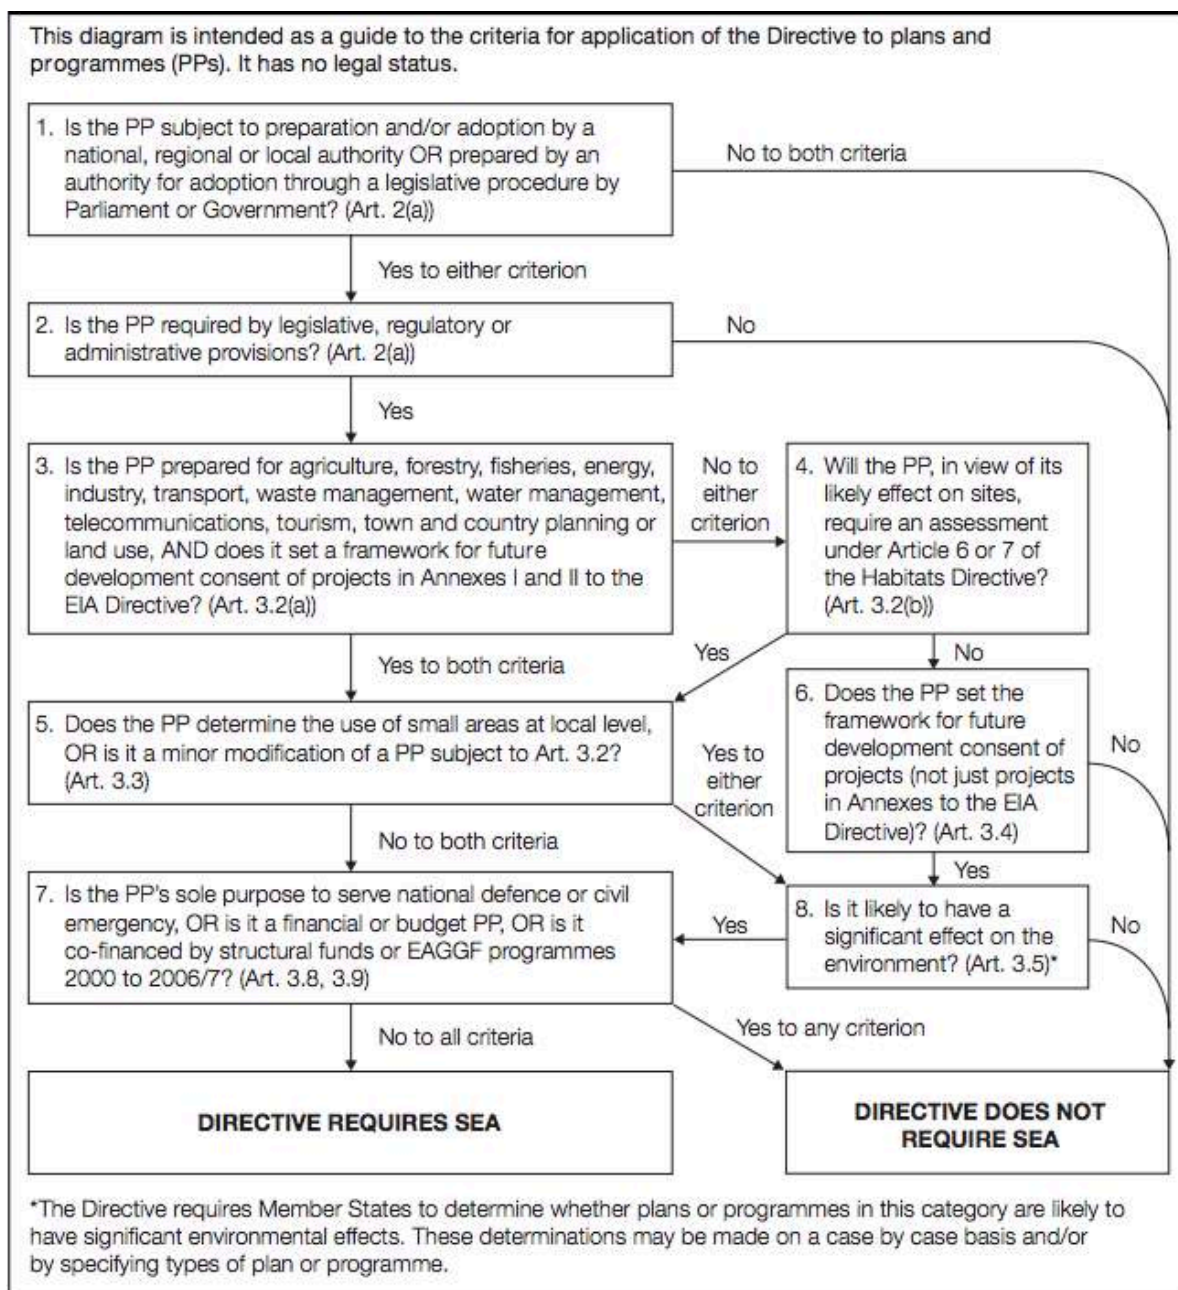 This diagram is intended as a guide to the criteria for application of the Directive to plans and
programmes (PPs). It has no legal status.
1. Is the PP subject to preparation and/or adoption by a
national, regional or local authority OR prepared by an
authority for adoption through a legislative procedure by
Parliament or Government? (Art. 2(a))
No to both criteria
Yes to either criterion
2. Is the PP required by legislative, regulatory or
administrative provisions? (Art. 2(a))
No
Yes
3. Is the PP prepared for agriculture, forestry, fisheries, energy,
industry, transport, waste management, water management,
telecommunications, tourism, town and country planning or
land use, AND does it set a framework for future
development consent of projects in Annexes I and II to the
EIA Directive? (Art. 3.2(a))
No to
either
criterion
4. Will the PP, in view of its
likely effect on sites,
require an assessment
under Article 6 or 7 of
the Habitats Directive?
(Art. 3.2(b))
Yes to both criteria
Yes
No
5. Does the PP determine the use of small areas at local level,
OR is it a minor modification of a PP subject to Art. 3.2?
(Art. 3.3)
Yes to
either
criterion
6. Does the PP set the
framework for future
development consent of
projects (not just projects
in Annexes to the EIA
Directive)? (Art. 3.4)
No
No to both criteria
Yes
7. Is the PP's sole purpose to serve national defence or civil
emergency, OR is it a financial or budget PP, OR is it
co-financed by structural funds or EAGGF programmes
2000 to 2006/7? (Art. 3.8, 3.9)
Yes
8. Is it likely to have a
significant effect on the
environment? (Art. 3.5)*
No
No to all criteria
Yes to any criterion
DIRECTIVE REQUIRES SEA
DIRECTIVE DOES NOT
REQUIRE SEA
*The Directive requires Member States to determine whether plans or programmes in this category are likely to
have significant environmental effects. These determinations may be made on a case by case basis and/or
by specifying types of plan or programme.